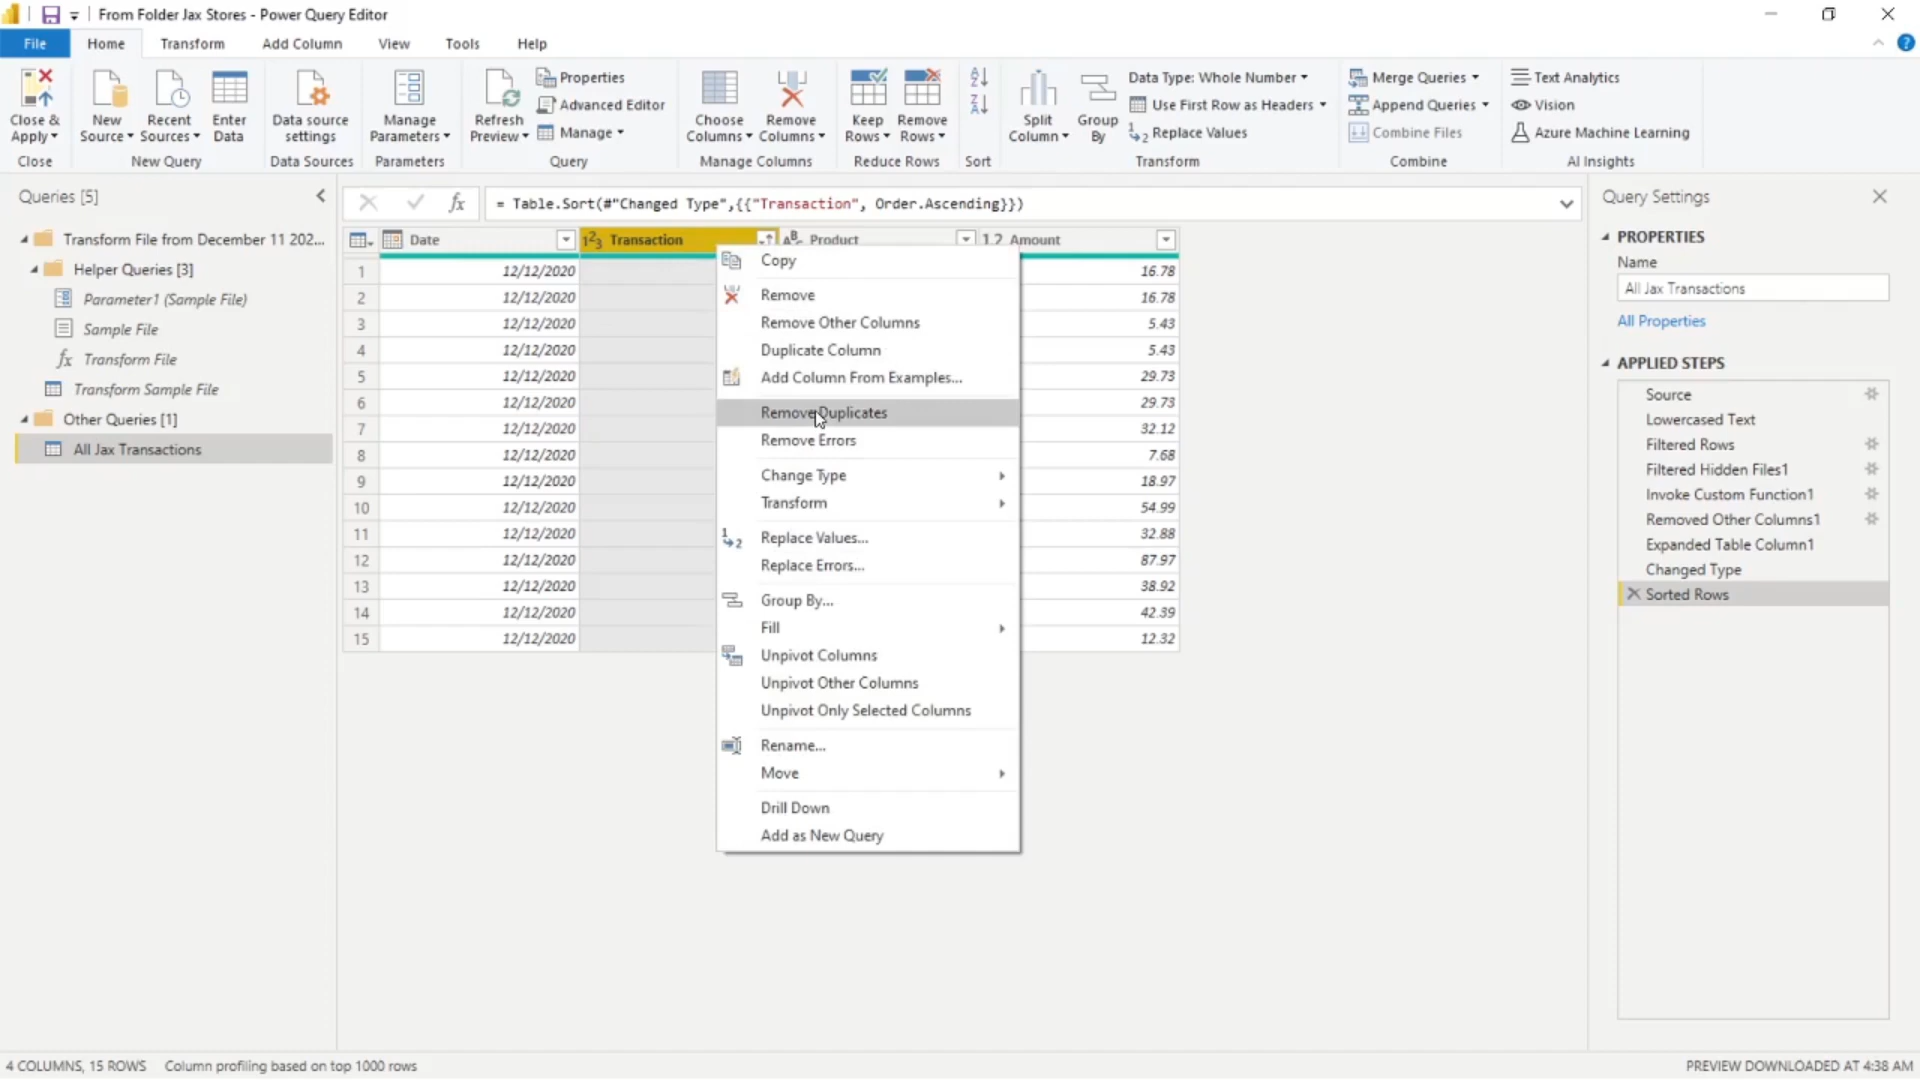 From Folder Jax Stores - Power Query Editor
File Home Transform Add Column View Tools Help
Close & Apply
New Source
Recent Sources
Enter Data
Data source settings
Manage Parameters
Refresh Preview
Properties
Advanced Editor
Manage
Choose Columns
Remove Columns
Keep Rows
Remove Rows
Split Column
Group By
Data Type: Whole Number
Use First Row as Headers
Replace Values
Merge Queries
Append Queries
Combine Files
Text Analytics
Vision
Azure Machine Learning
Close New Query Data Sources Parameters Query Manage Columns Reduce Rows Sort Transform Combine AI Insights
Queries [5]
Transform File from December 11 202...
Helper Queries [3]
Parameter1 (Sample File)
Sample File
fx Transform File
Transform Sample File
Other Queries [1]
All Jax Transactions
fx = Table.Sort(#"Changed Type",{{"Transaction", Order.Ascending}})
Date 123 Transaction ABC Product 1.2 Amount
1 12/12/2020 16.78
2 12/12/2020 16.78
3 12/12/2020 5.43
4 12/12/2020 5.43
5 12/12/2020 29.73
6 12/12/2020 29.73
7 12/12/2020 32.12
8 12/12/2020 7.68
9 12/12/2020 18.97
10 12/12/2020 54.99
11 12/12/2020 32.88
12 12/12/2020 87.97
13 12/12/2020 38.92
14 12/12/2020 42.39
15 12/12/2020 12.32
Copy
Remove
Remove Other Columns
Duplicate Column
Add Column From Examples...
Remove Duplicates
Remove Errors
Change Type
Transform
Replace Values...
Replace Errors...
Group By...
Fill
Unpivot Columns
Unpivot Other Columns
Unpivot Only Selected Columns
Rename...
Move
Drill Down
Add as New Query
Query Settings
PROPERTIES
Name
All Jax Transactions
All Properties
APPLIED STEPS
Source
Lowercased Text
Filtered Rows
Filtered Hidden Files1
Invoke Custom Function1
Removed Other Columns1
Expanded Table Column1
Changed Type
Sorted Rows
4 COLUMNS, 15 ROWS Column profiling based on top 1000 rows
PREVIEW DOWNLOADED AT 4:38 AM